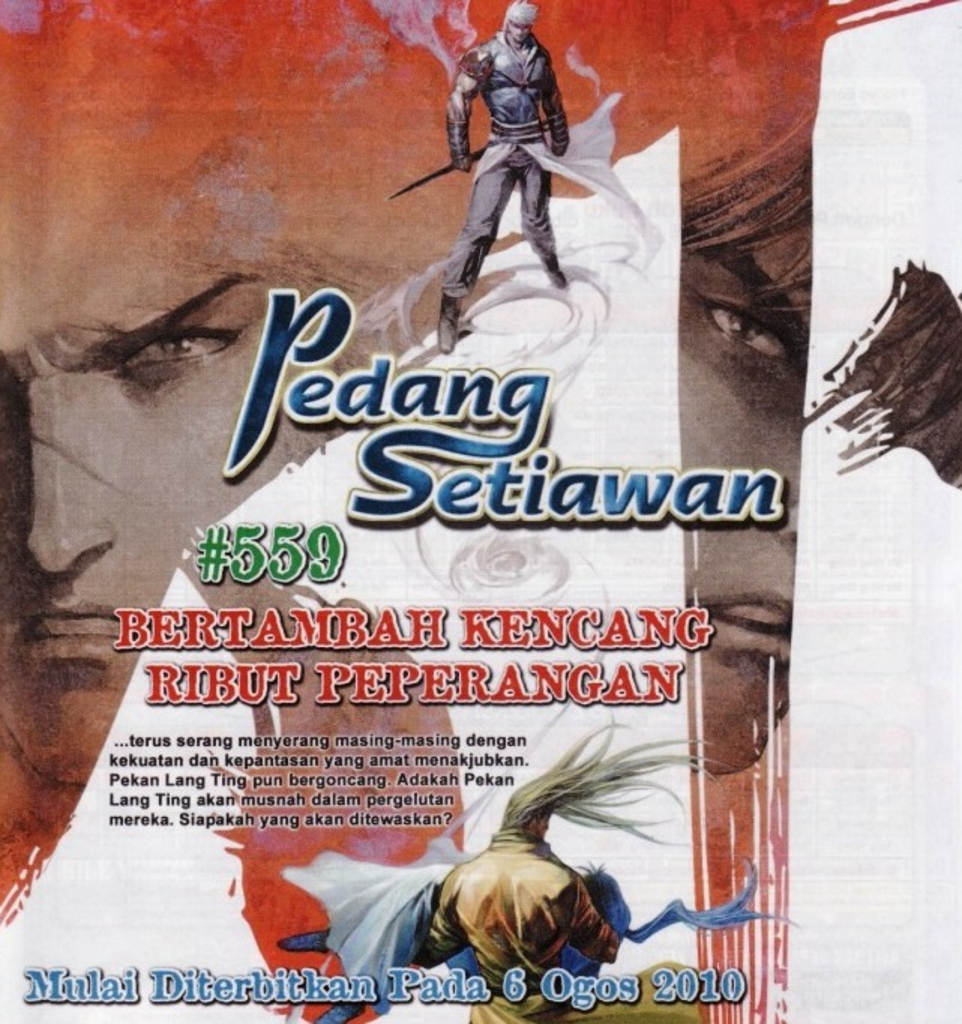 Pedang
Setiawan
#559
BERTAMBAH KENCANG
RIBUT PEPERANGAN
...terus serang menyerang masing-masing dengan
kekuatan dan kepantasan yang amat menakjubkan.
Pekan Lang Ting pun bergoncang. Adakah Pekan
Lang Ting akan musnah dalam pergelutan
mereka. Siapakah yang akan ditewaskan?
Mulai Diterbitkan Pada 6 Ogos 2010